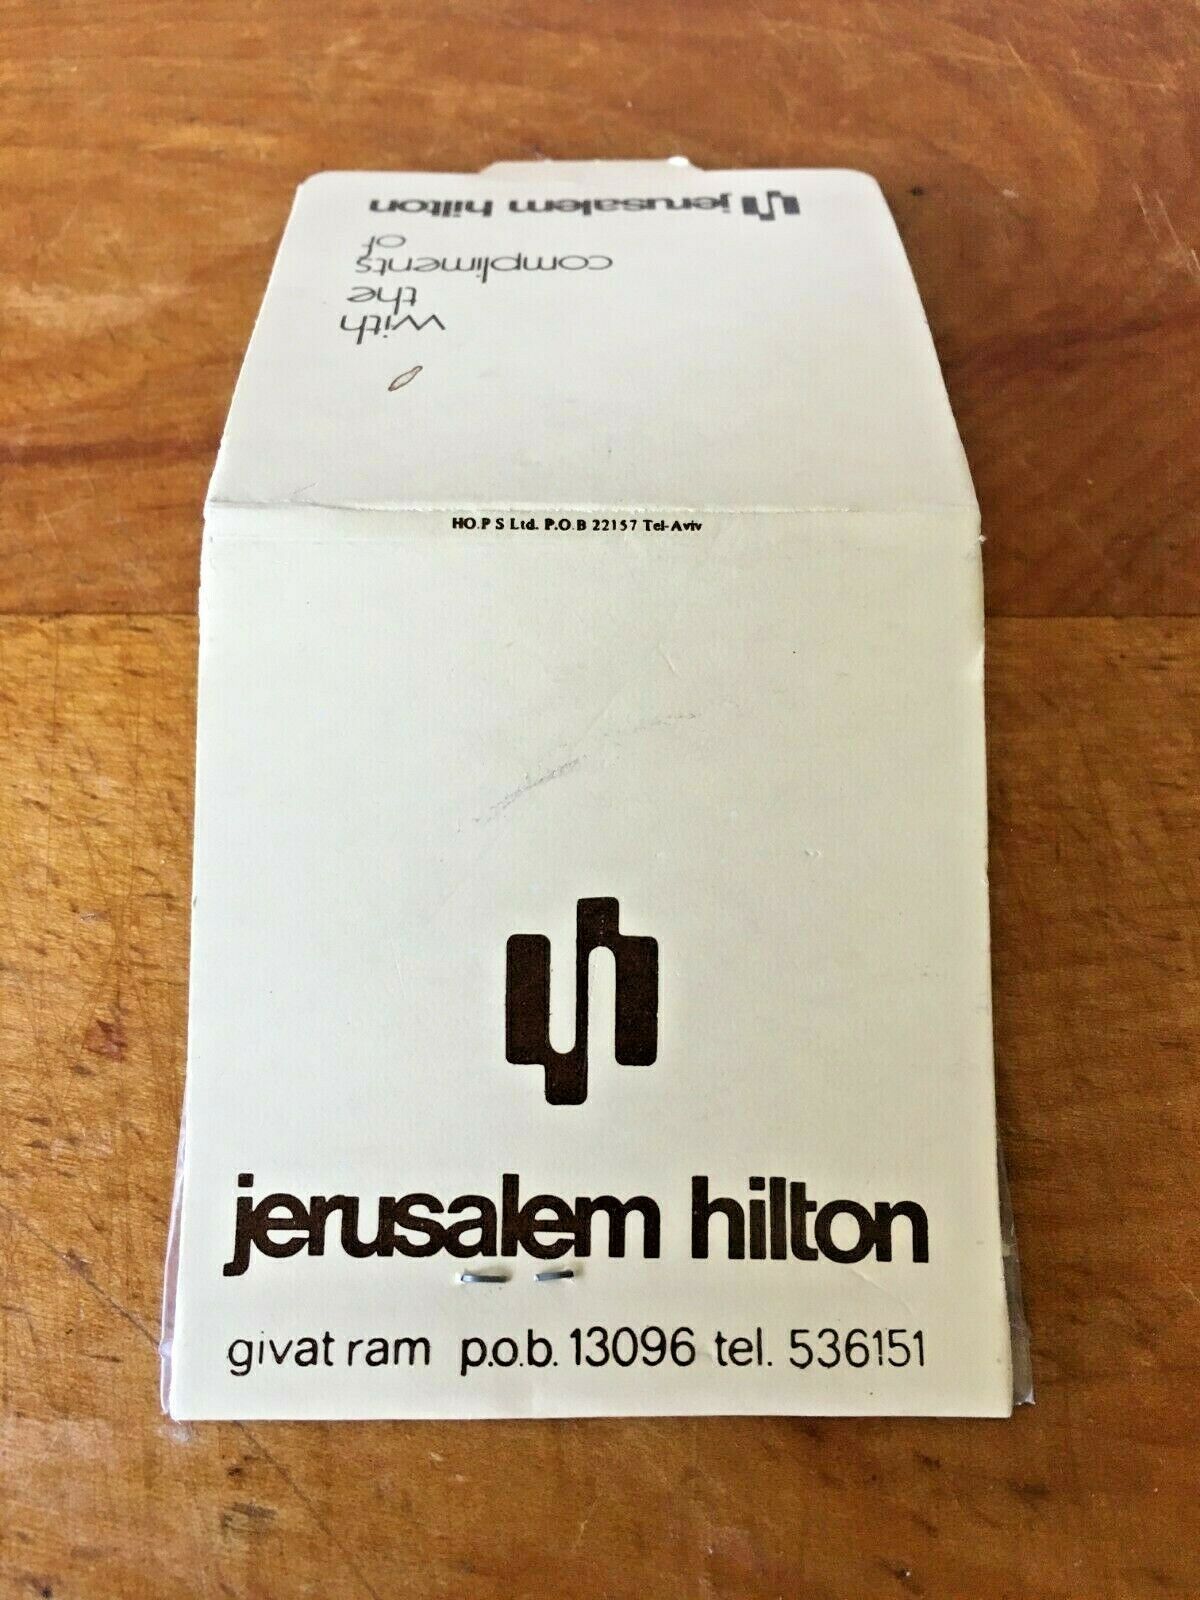 with
the
compliments
of
jerusalem hilton
HO.P S Ltd. P.O.B 22157 Tel-Aviv
jerusalem hilton
givat ram p.o.b. 13096 tel. 536151